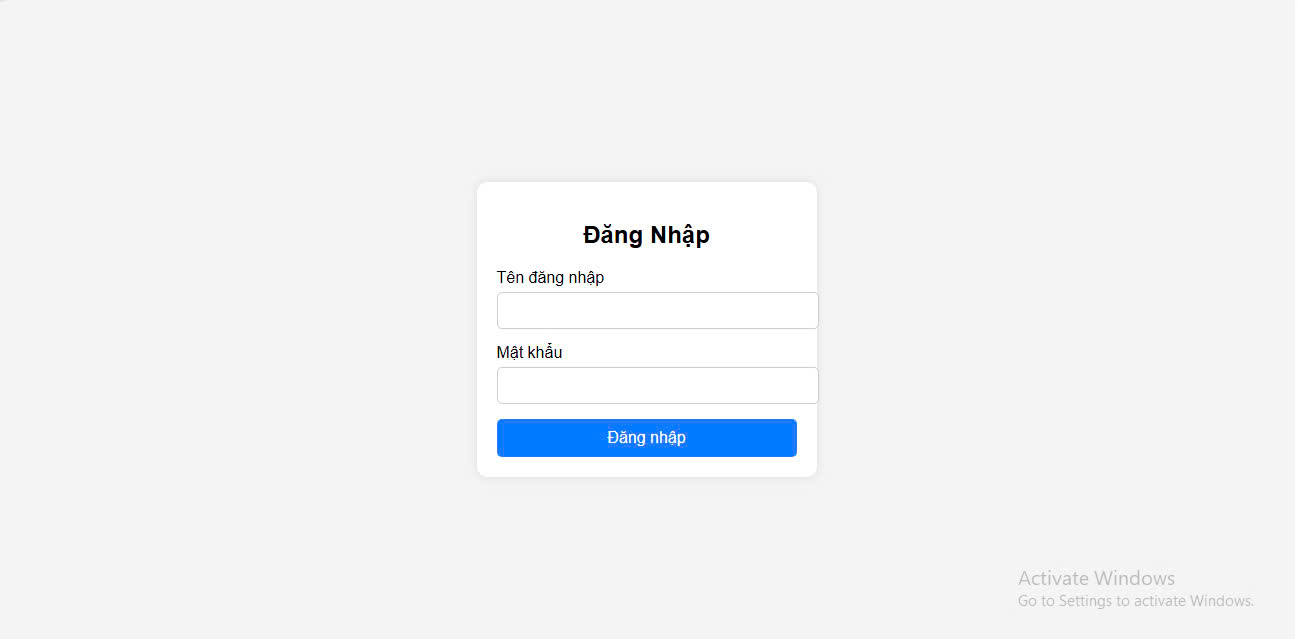 Đăng Nhập
Tên đăng nhập
Mật khẩu
Đăng nhập
Activate Windows
Go to Settings to activate Windows.